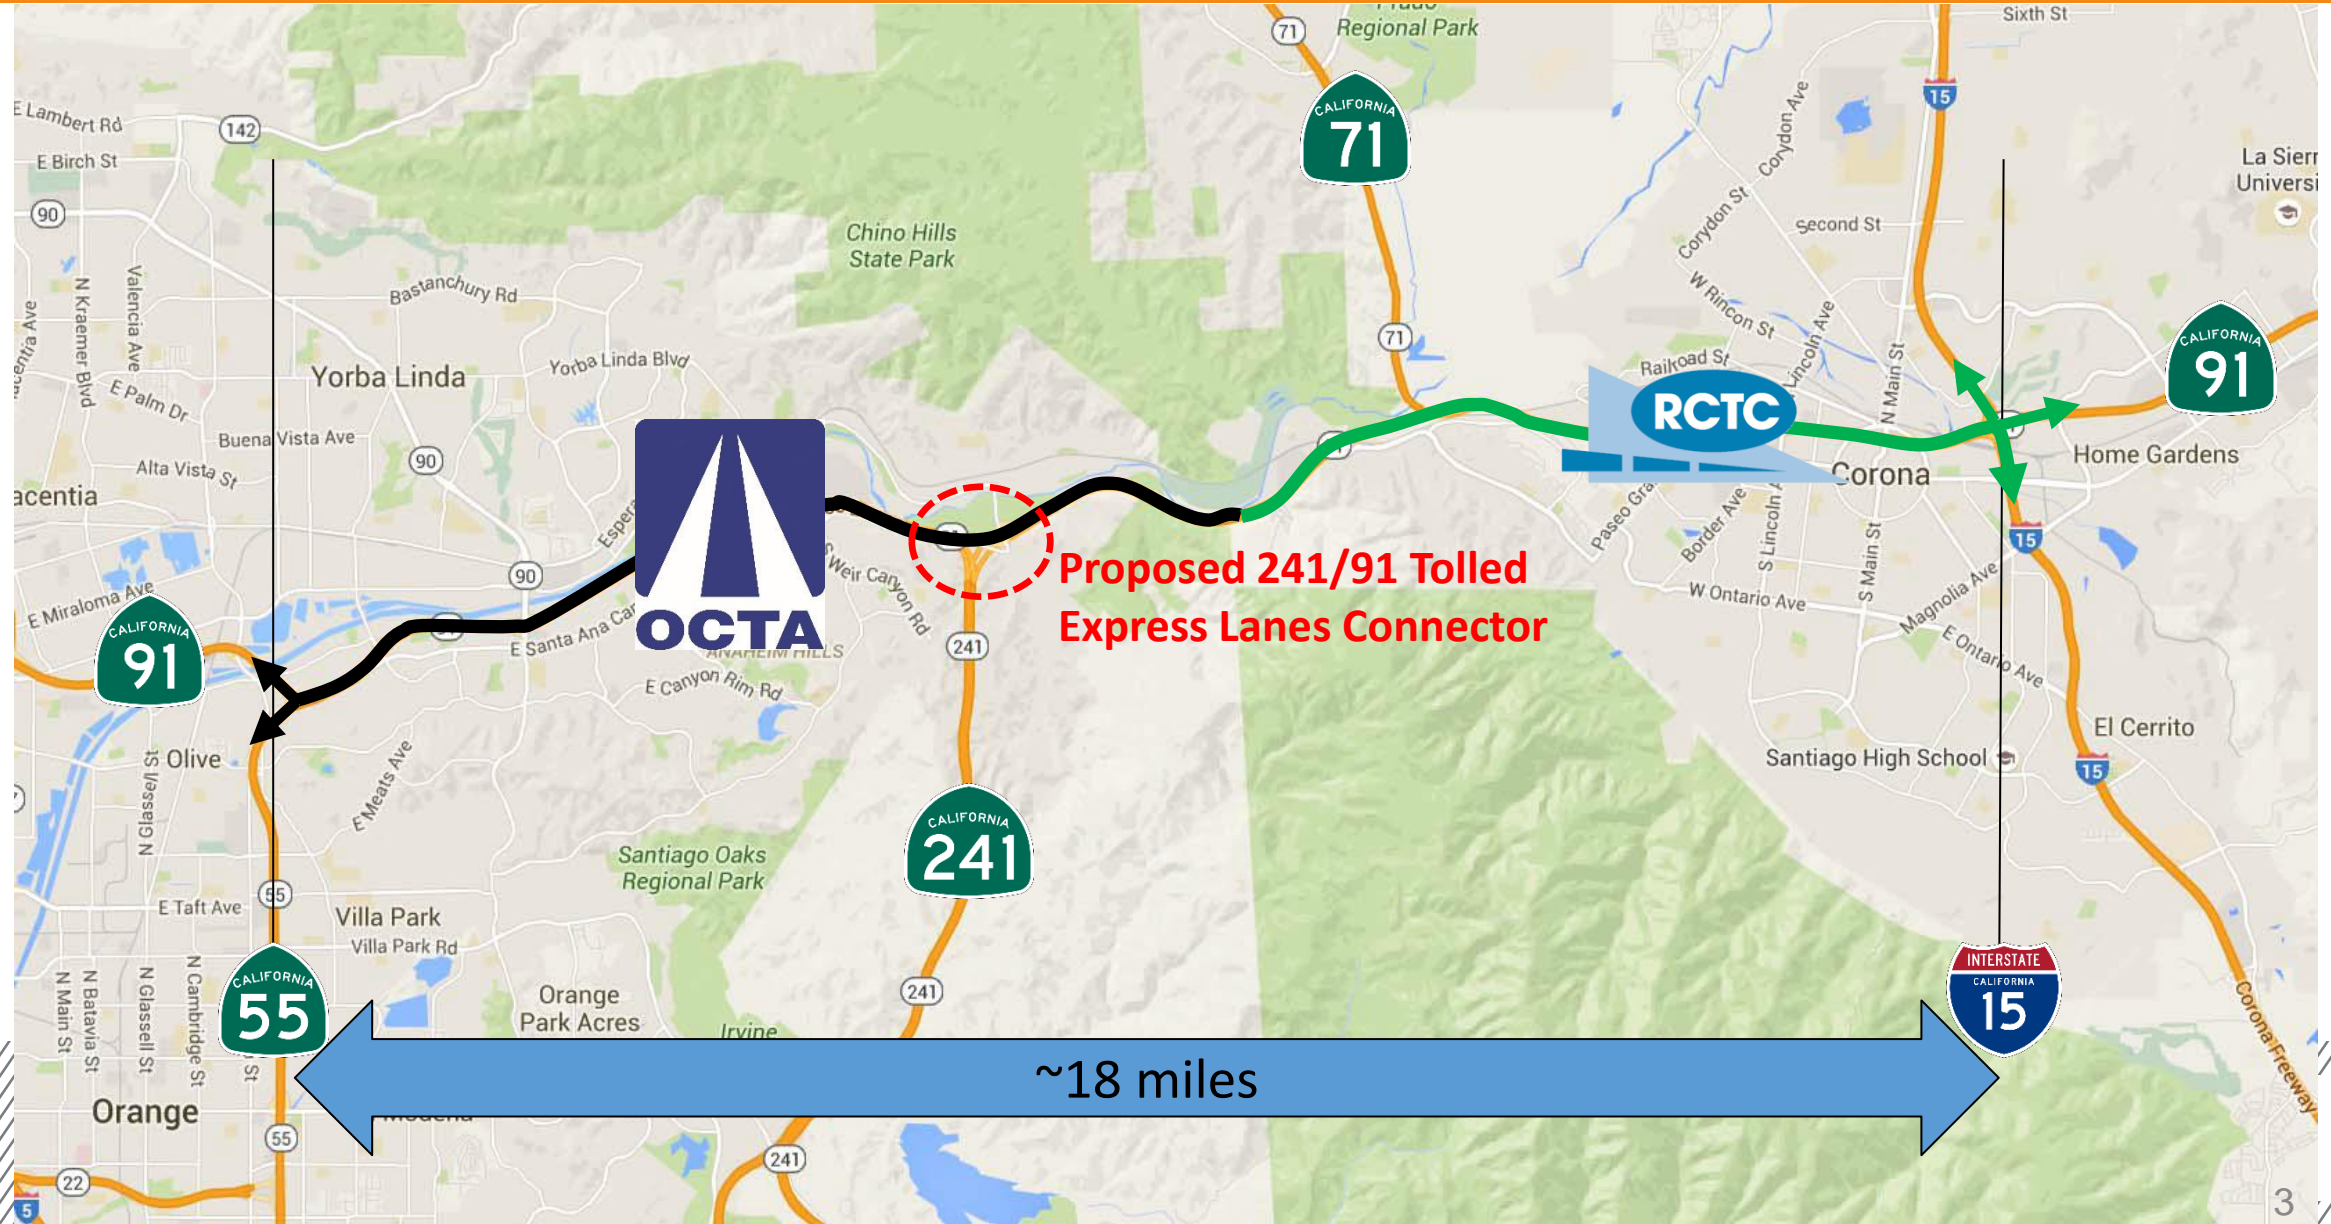 Regional Park
Sixth St
71
CALIFORNIA
71
15
E Lambert Rd
142
E Birch St
Corydon Ave
La Sierr
Universi
90
Corydon St
Second St
Chino Hills
State Park
Valencia Ave
N Kraemer Blvd
Bastanchury Rd
W Rincon St
71
Lincoln Ave
N Main St
CALIFORNIA
91
Yorba Linda
Yorba Linda Blvd
Railroad St
E Palm Dr
RCTC
Buena Vista Ave
90
Alta Vista St
Corona
Home Gardens
acentia
15
Proposed 241/91 Tolled
Express Lanes Connector
90
S Weir Canyon Rd
Border Ave
S Lincoln A
S Main St
W Ontario Ave
Magnolia Ave
E Ontario Ave
E Miraloma Ave
CALIFORNIA
91
E Santa Ana Ca
OCTA
ANAHEIM HILLS
241
E Canyon Rim Rd
Olive
N Glassell St
E Meats Ave
El Cerrito
Santiago High School
15
CALIFORNIA
241
Santiago Oaks
Regional Park
55
E Taft Ave
Villa Park
Villa Park Rd
CALIFORNIA
55
INTERSTATE
CALIFORNIA
15
N Main St
N Batavia St
N Glassell St
N Cambridge St
Orange
Park Acres
241
Irvine
Corona Freeway
~18 miles
Orange
55
241
22
5
3